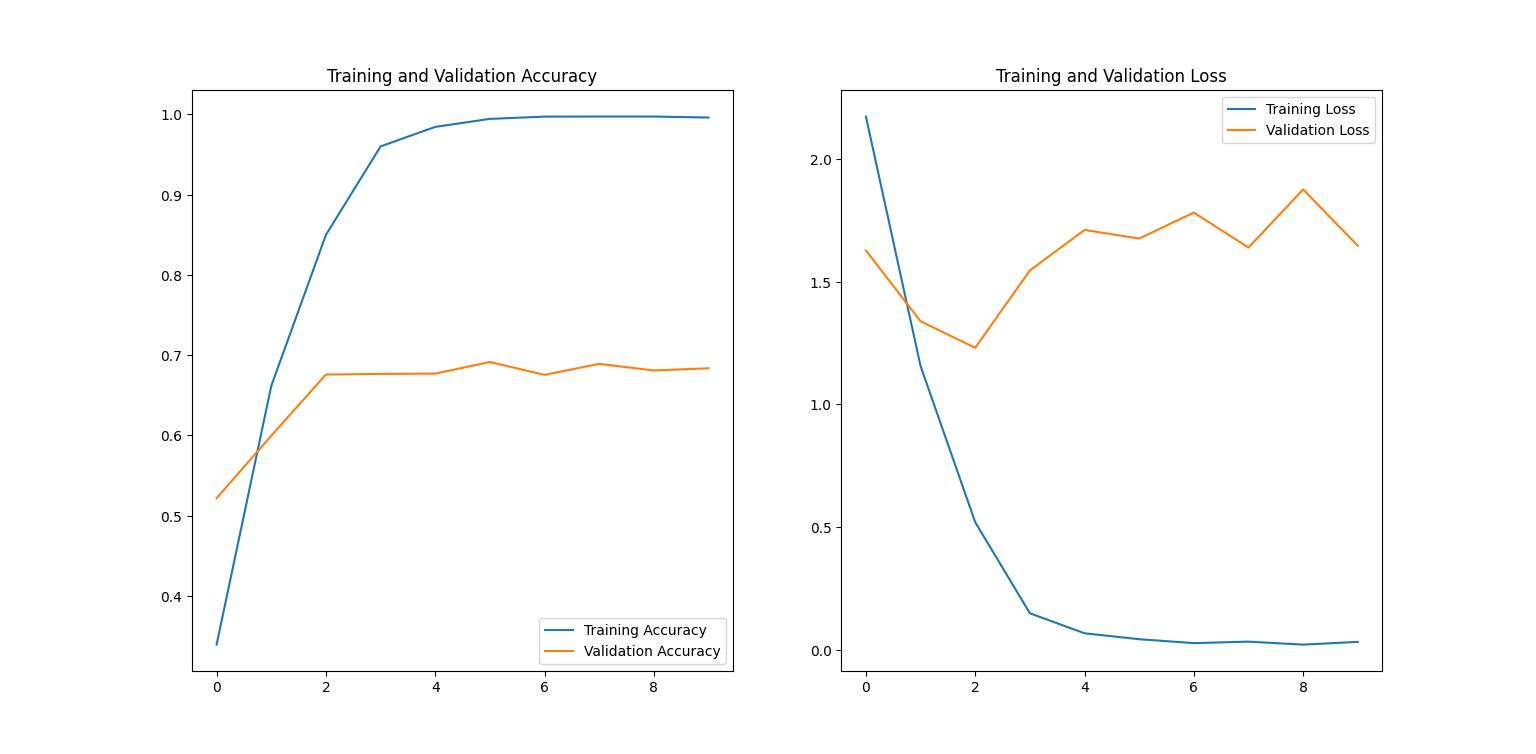 Training and Validation Accuracy
1.0
0.9
0.8
0.7
0.6
0.5
0.4
0 2 4 6 8
Training Accuracy
Validation Accuracy
Training and Validation Loss
2.0
1.5
1.0
0.5
0.0
0 2 4 6 8
Training Loss
Validation Loss